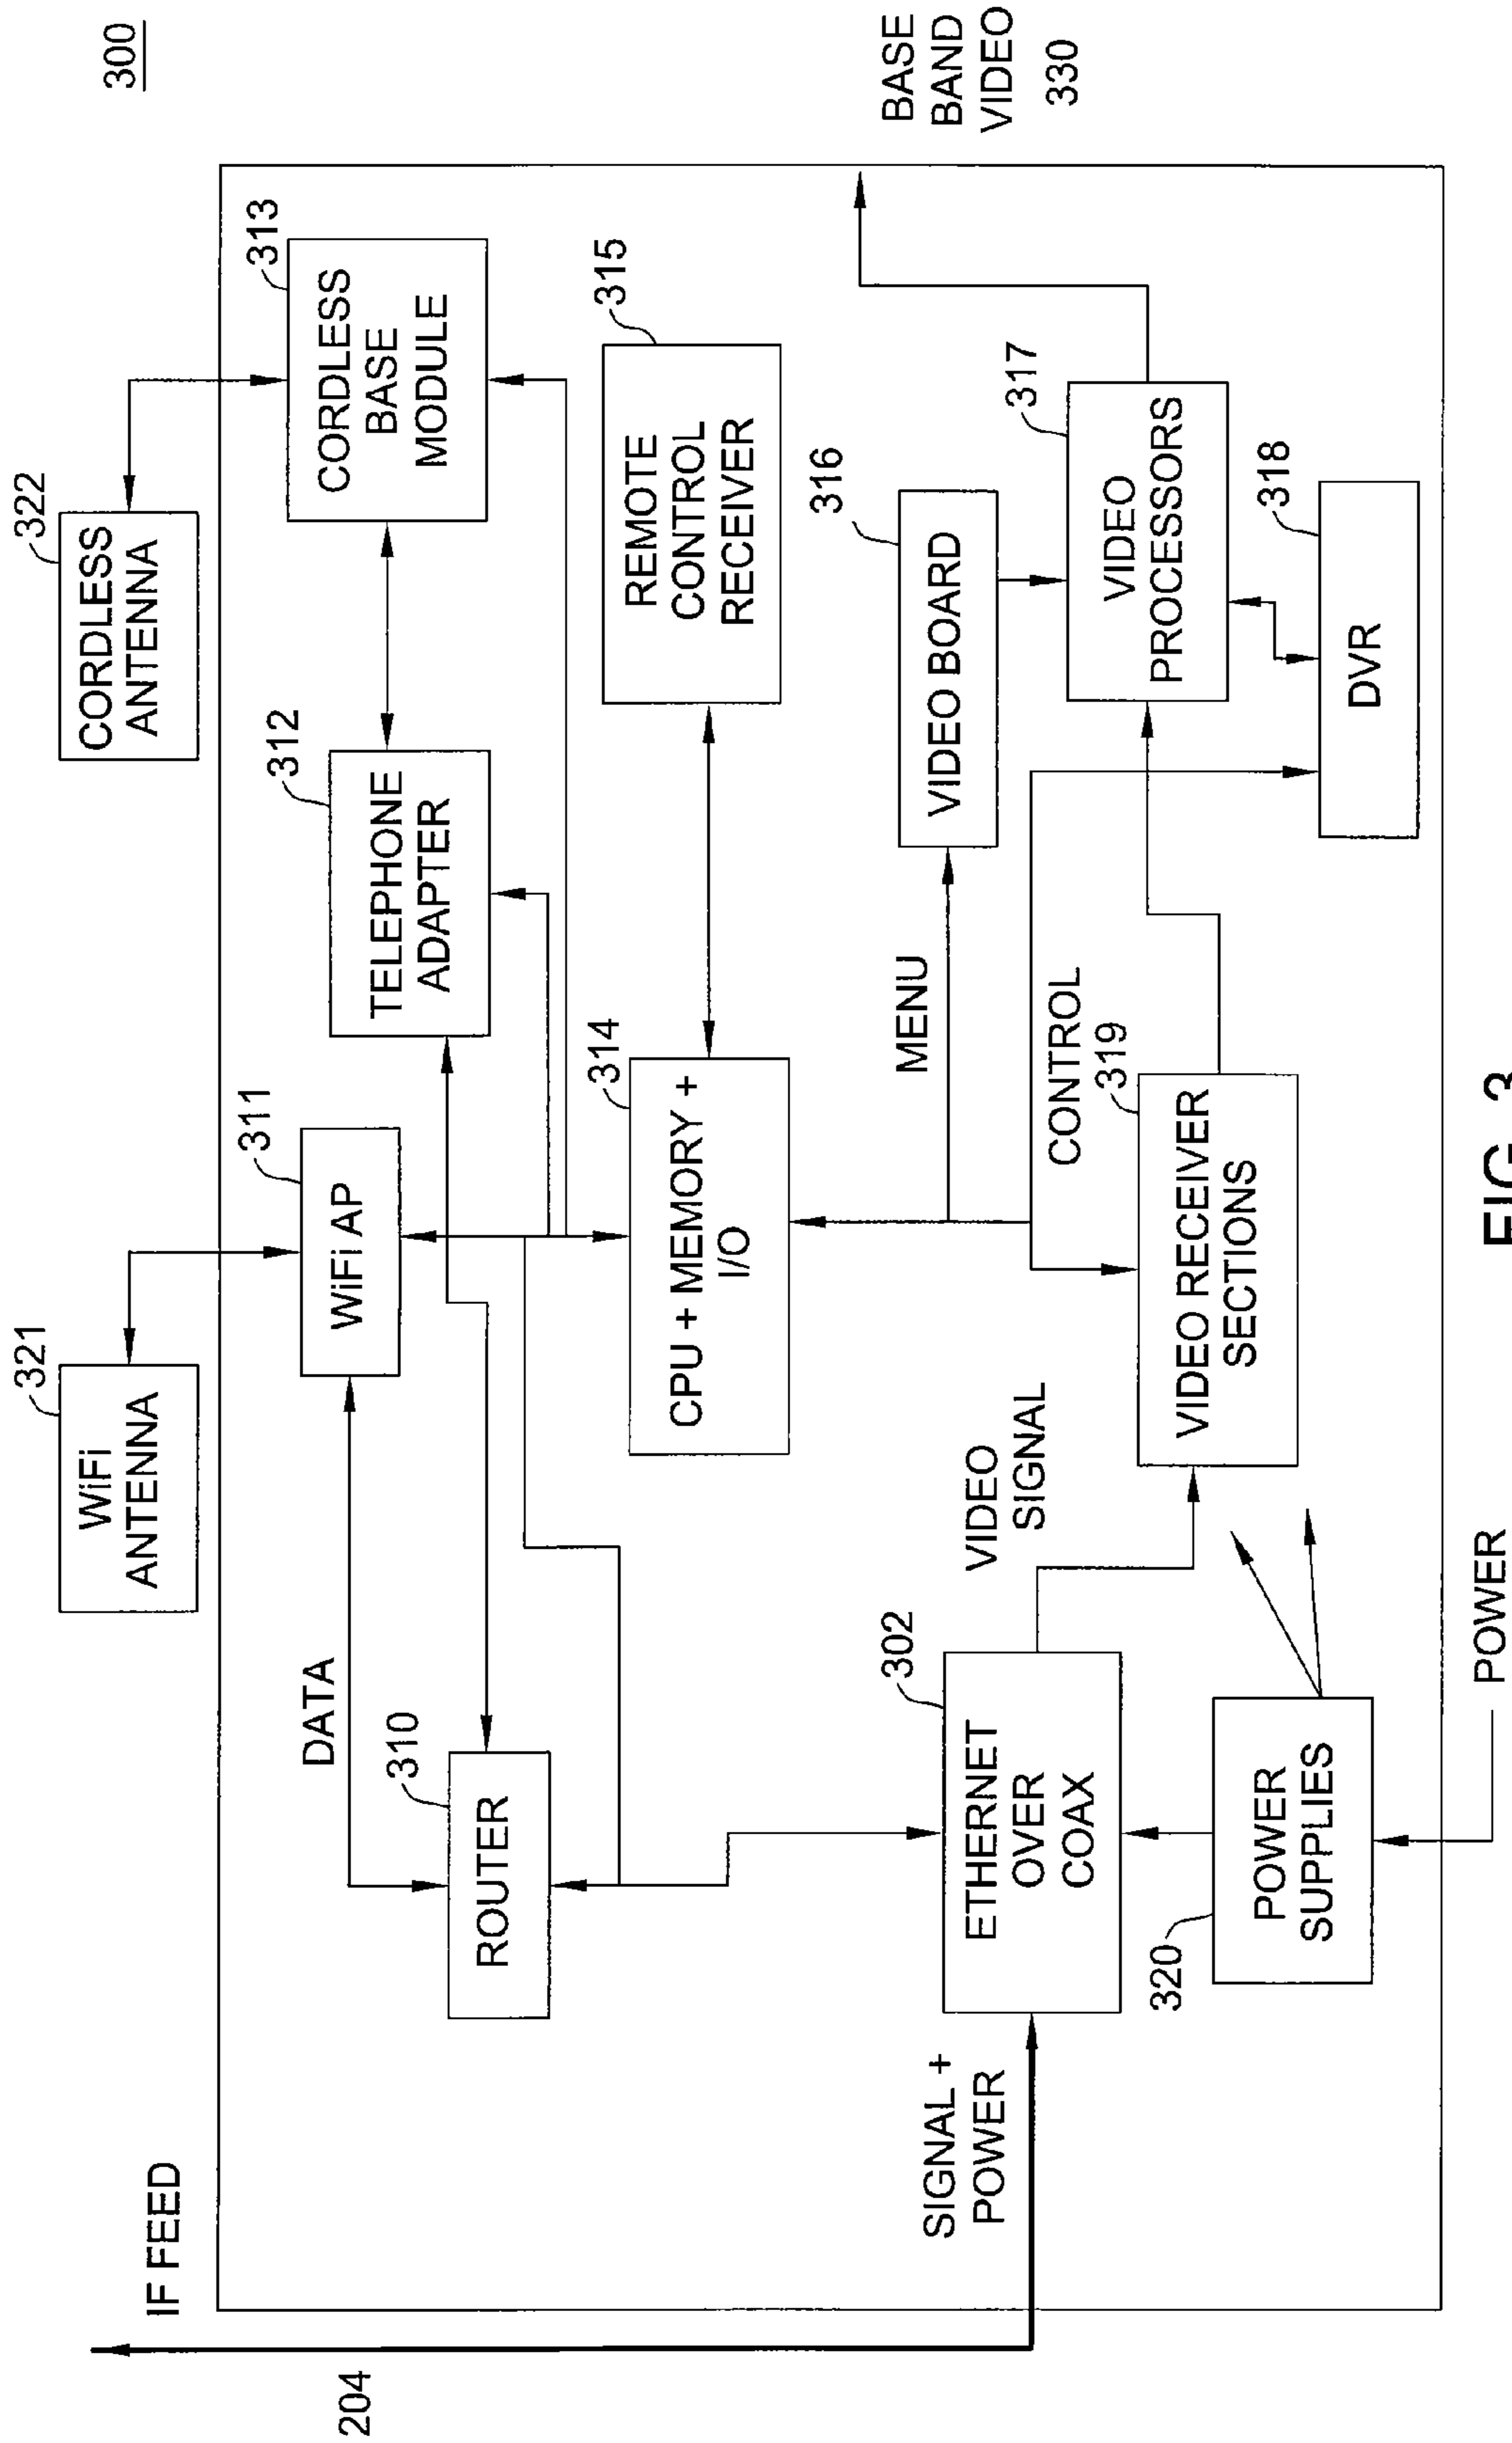 300
IF FEED
204
WiFi
ANTENNA
321
CORDLESS
ANTENNA
322
DATA
ROUTER
310
WiFi AP
311
TELEPHONE
ADAPTER
312
CORDLESS
BASE
MODULE
313
CPU + MEMORY +
I/O
314
REMOTE
CONTROL
RECEIVER
315
MENU
VIDEO BOARD
316
BASE
BAND
VIDEO
330
SIGNAL +
POWER
ETHERNET
OVER
COAX
302
VIDEO
SIGNAL
CONTROL
VIDEO RECEIVER
SECTIONS
319
VIDEO
PROCESSORS
317
DVR
318
POWER
SUPPLIES
320
POWER
FIG. 3